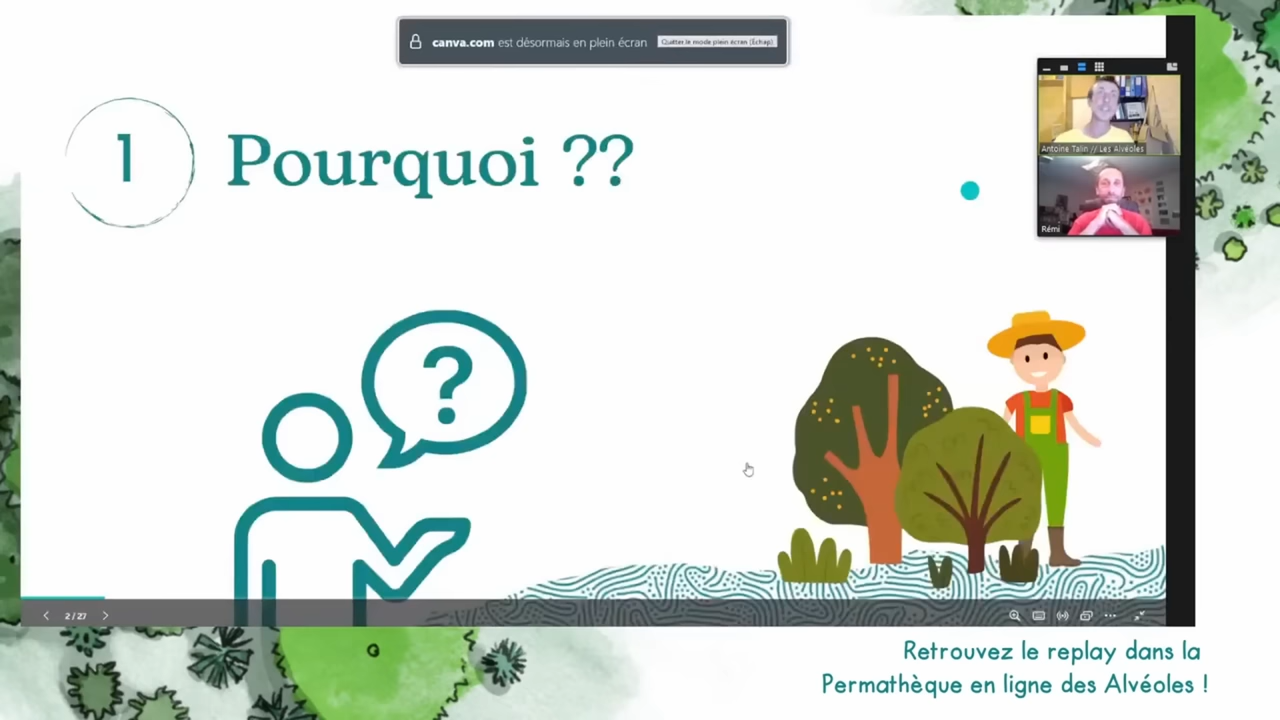 canva.com est désormais en plein écran Quitter le mode plein écran (Échap)
1 Pourquoi ??
?
Antoine Talin // Les Alvéoles
Rémi
2 / 27
Retrouvez le replay dans la
Permathèque en ligne des Alvéoles !